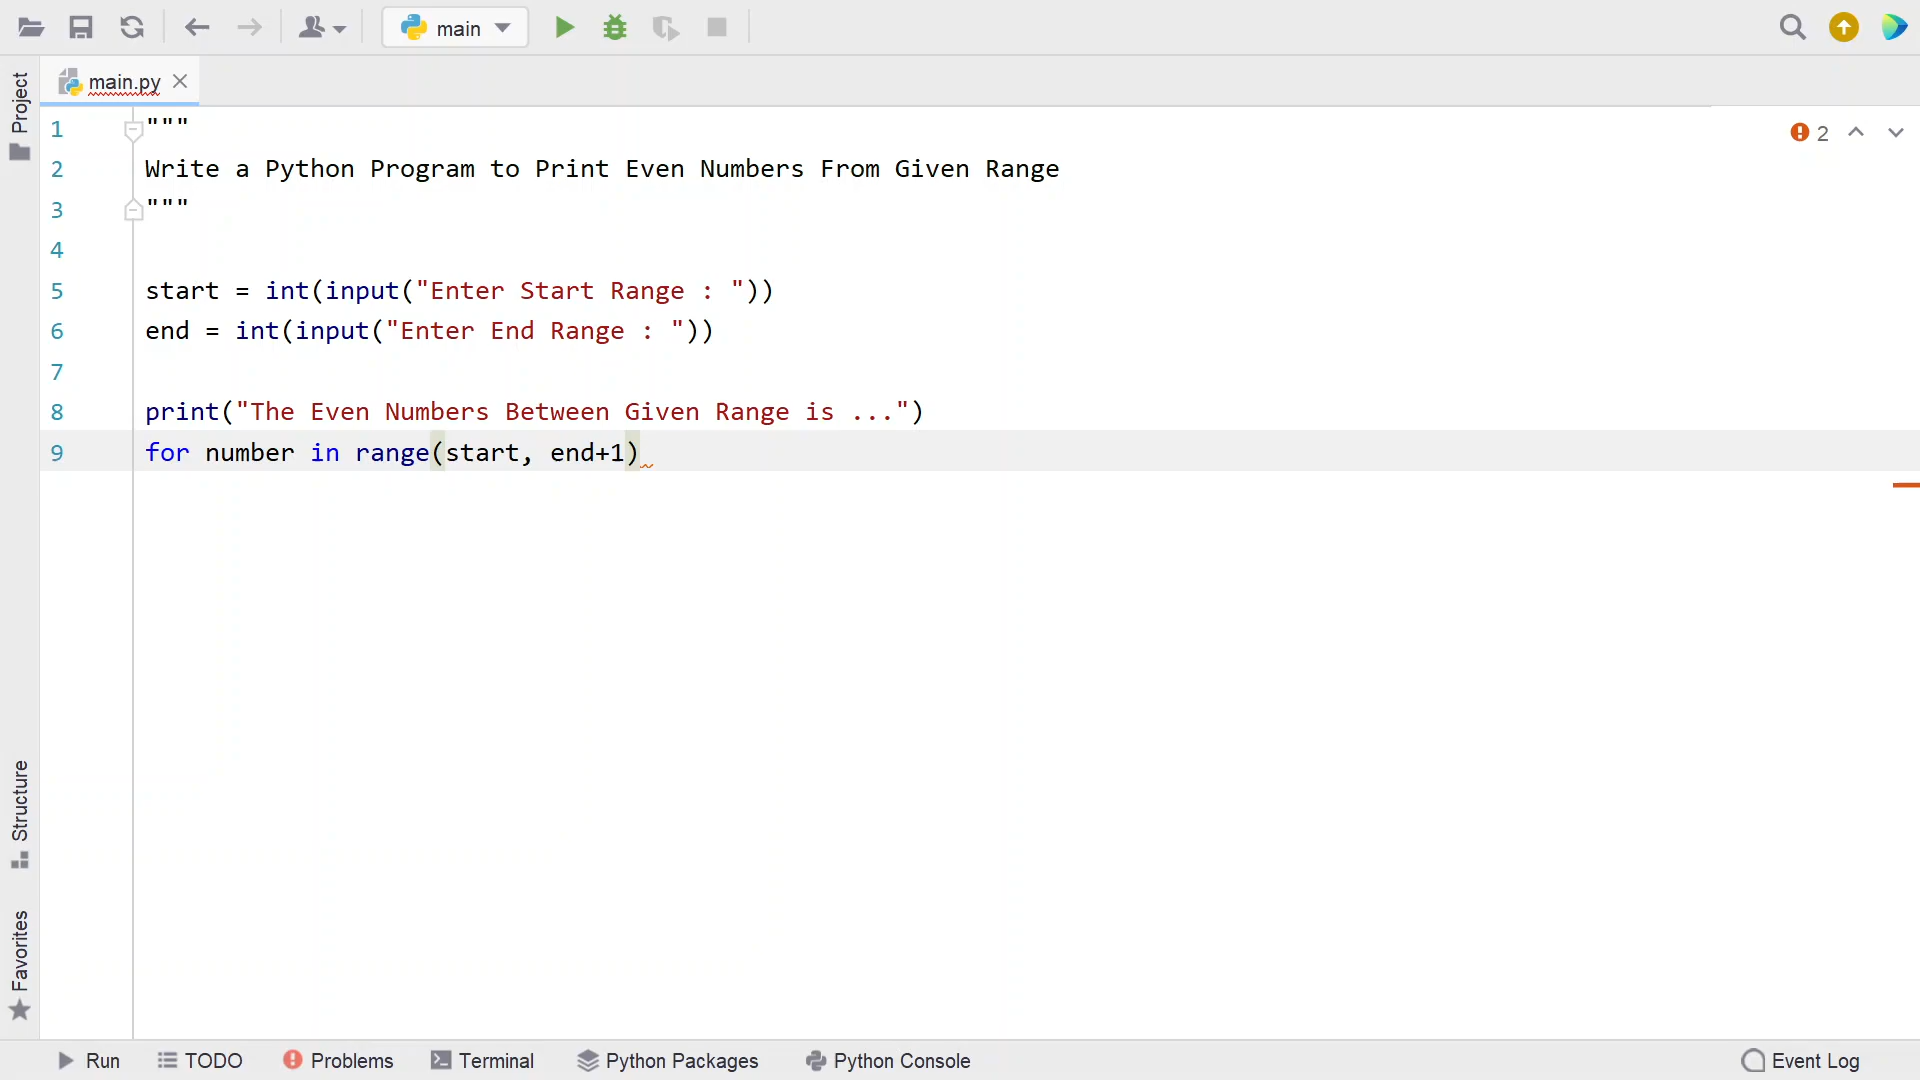 main
Project
main.py
2
1 """
2 Write a Python Program to Print Even Numbers From Given Range
3 """
4
5 start = int(input("Enter Start Range : "))
6 end = int(input("Enter End Range : "))
7
8 print("The Even Numbers Between Given Range is ...")
9 for number in range(start, end+1)
Structure
Favorites
Run TODO Problems Terminal Python Packages Python Console Event Log